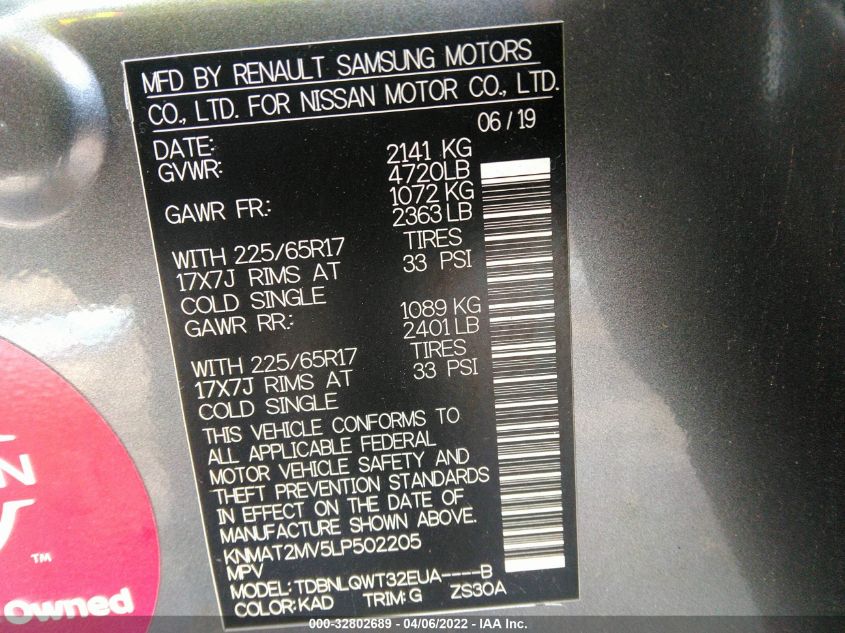 MFD BY RENAULT SAMSUNG MOTORS
CO., LTD. FOR NISSAN MOTOR CO., LTD.
DATE: 06/19
GVWR: 2141 KG
4720LB
GAWR FR: 1072 KG
2363LB
WITH 225/65R17 TIRES
17X7J RIMS AT 33 PSI
COLD SINGLE
GAWR RR: 1089 KG
2401LB
WITH 225/65R17 TIRES
17X7J RIMS AT 33 PSI
COLD SINGLE
THIS VEHICLE CONFORMS TO
ALL APPLICABLE FEDERAL
MOTOR VEHICLE SAFETY AND
THEFT PREVENTION STANDARDS
IN EFFECT ON THE DATE OF
MANUFACTURE SHOWN ABOVE.
KNMAT2MV5LP502205
MPV
MODEL: TDBNLQWT32EUA----B
COLOR: KAD TRIM: G ZS30A
N
TM
Owned
000-32802689 - 04/06/2022 - IAA Inc.